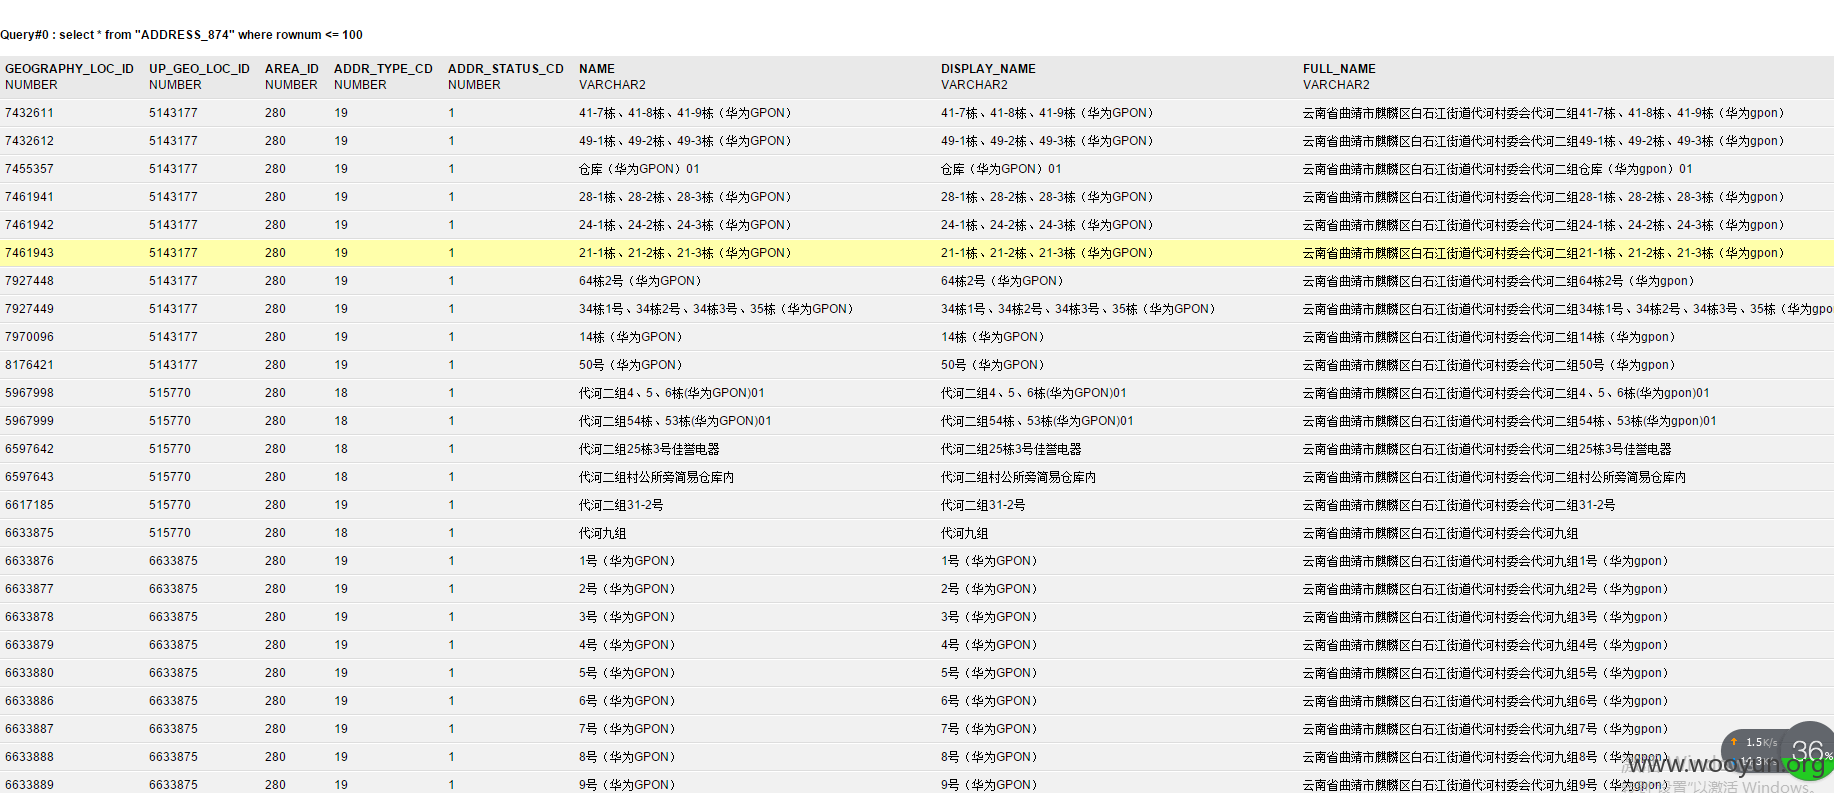 Query#0 : select * from "ADDRESS_874" where rownum <= 100
GEOGRAPHY_LOC_ID UP_GEO_LOC_ID AREA_ID ADDR_TYPE_CD ADDR_STATUS_CD NAME DISPLAY_NAME FULL_NAME
NUMBER NUMBER NUMBER NUMBER NUMBER VARCHAR2 VARCHAR2 VARCHAR2
7432611 5143177 280 19 1 41-7栋、41-8栋、41-9栋（华为GPON） 41-7栋、41-8栋、41-9栋（华为GPON） 云南省曲靖市麒麟区白石江街道代河村委会代河二组41-7栋、41-8栋、41-9栋（华为gpon）
7432612 5143177 280 19 1 49-1栋、49-2栋、49-3栋（华为GPON） 49-1栋、49-2栋、49-3栋（华为GPON） 云南省曲靖市麒麟区白石江街道代河村委会代河二组49-1栋、49-2栋、49-3栋（华为gpon）
7455357 5143177 280 19 1 仓库（华为GPON）01 仓库（华为GPON）01 云南省曲靖市麒麟区白石江街道代河村委会代河二组仓库（华为gpon）01
7461941 5143177 280 19 1 28-1栋、28-2栋、28-3栋（华为GPON） 28-1栋、28-2栋、28-3栋（华为GPON） 云南省曲靖市麒麟区白石江街道代河村委会代河二组28-1栋、28-2栋、28-3栋（华为gpon）
7461942 5143177 280 19 1 24-1栋、24-2栋、24-3栋（华为GPON） 24-1栋、24-2栋、24-3栋（华为GPON） 云南省曲靖市麒麟区白石江街道代河村委会代河二组24-1栋、24-2栋、24-3栋（华为gpon）
7461943 5143177 280 19 1 21-1栋、21-2栋、21-3栋（华为GPON） 21-1栋、21-2栋、21-3栋（华为GPON） 云南省曲靖市麒麟区白石江街道代河村委会代河二组21-1栋、21-2栋、21-3栋（华为gpon）
7927448 5143177 280 19 1 64栋2号（华为GPON） 64栋2号（华为GPON） 云南省曲靖市麒麟区白石江街道代河村委会代河二组64栋2号（华为gpon）
7927449 5143177 280 19 1 34栋1号、34栋2号、34栋3号、35栋（华为GPON） 34栋1号、34栋2号、34栋3号、35栋（华为GPON） 云南省曲靖市麒麟区白石江街道代河村委会代河二组34栋1号、34栋2号、34栋3号、35栋（华为gpo
7970096 5143177 280 19 1 14栋（华为GPON） 14栋（华为GPON） 云南省曲靖市麒麟区白石江街道代河村委会代河二组14栋（华为gpon）
8176421 5143177 280 19 1 50号（华为GPON） 50号（华为GPON） 云南省曲靖市麒麟区白石江街道代河村委会代河二组50号（华为gpon）
5967998 515770 280 18 1 代河二组4、5、6栋(华为GPON)01 代河二组4、5、6栋(华为GPON)01 云南省曲靖市麒麟区白石江街道代河村委会代河二组4、5、6栋(华为gpon)01
5967999 515770 280 18 1 代河二组54栋、53栋(华为GPON)01 代河二组54栋、53栋(华为GPON)01 云南省曲靖市麒麟区白石江街道代河村委会代河二组54栋、53栋(华为gpon)01
6597642 515770 280 18 1 代河二组25栋3号佳誉电器 代河二组25栋3号佳誉电器 云南省曲靖市麒麟区白石江街道代河村委会代河二组25栋3号佳誉电器
6597643 515770 280 18 1 代河二组村公所旁简易仓库内 代河二组村公所旁简易仓库内 云南省曲靖市麒麟区白石江街道代河村委会代河二组村公所旁简易仓库内
6617185 515770 280 18 1 代河二组31-2号 代河二组31-2号 云南省曲靖市麒麟区白石江街道代河村委会代河二组31-2号
6633875 515770 280 18 1 代河九组 代河九组 云南省曲靖市麒麟区白石江街道代河村委会代河九组
6633876 6633875 280 19 1 1号（华为GPON） 1号（华为GPON） 云南省曲靖市麒麟区白石江街道代河村委会代河九组1号（华为gpon）
6633877 6633875 280 19 1 2号（华为GPON） 2号（华为GPON） 云南省曲靖市麒麟区白石江街道代河村委会代河九组2号（华为gpon）
6633878 6633875 280 19 1 3号（华为GPON） 3号（华为GPON） 云南省曲靖市麒麟区白石江街道代河村委会代河九组3号（华为gpon）
6633879 6633875 280 19 1 4号（华为GPON） 4号（华为GPON） 云南省曲靖市麒麟区白石江街道代河村委会代河九组4号（华为gpon）
6633880 6633875 280 19 1 5号（华为GPON） 5号（华为GPON） 云南省曲靖市麒麟区白石江街道代河村委会代河九组5号（华为gpon）
6633886 6633875 280 19 1 6号（华为GPON） 6号（华为GPON） 云南省曲靖市麒麟区白石江街道代河村委会代河九组6号（华为gpon）
6633887 6633875 280 19 1 7号（华为GPON） 7号（华为GPON） 云南省曲靖市麒麟区白石江街道代河村委会代河九组7号（华为gpon）
6633888 6633875 280 19 1 8号（华为GPON） 8号（华为GPON） 云南省曲靖市麒麟区白石江街道代河村委会代河九组8号（华为gpon）
6633889 6633875 280 19 1 9号（华为GPON） 9号（华为GPON） 云南省曲靖市麒麟区白石江街道代河村委会代河九组9号（华为gpon）
1.5K/s
36%
www.wooyun.org
设置"以激活 Windows。